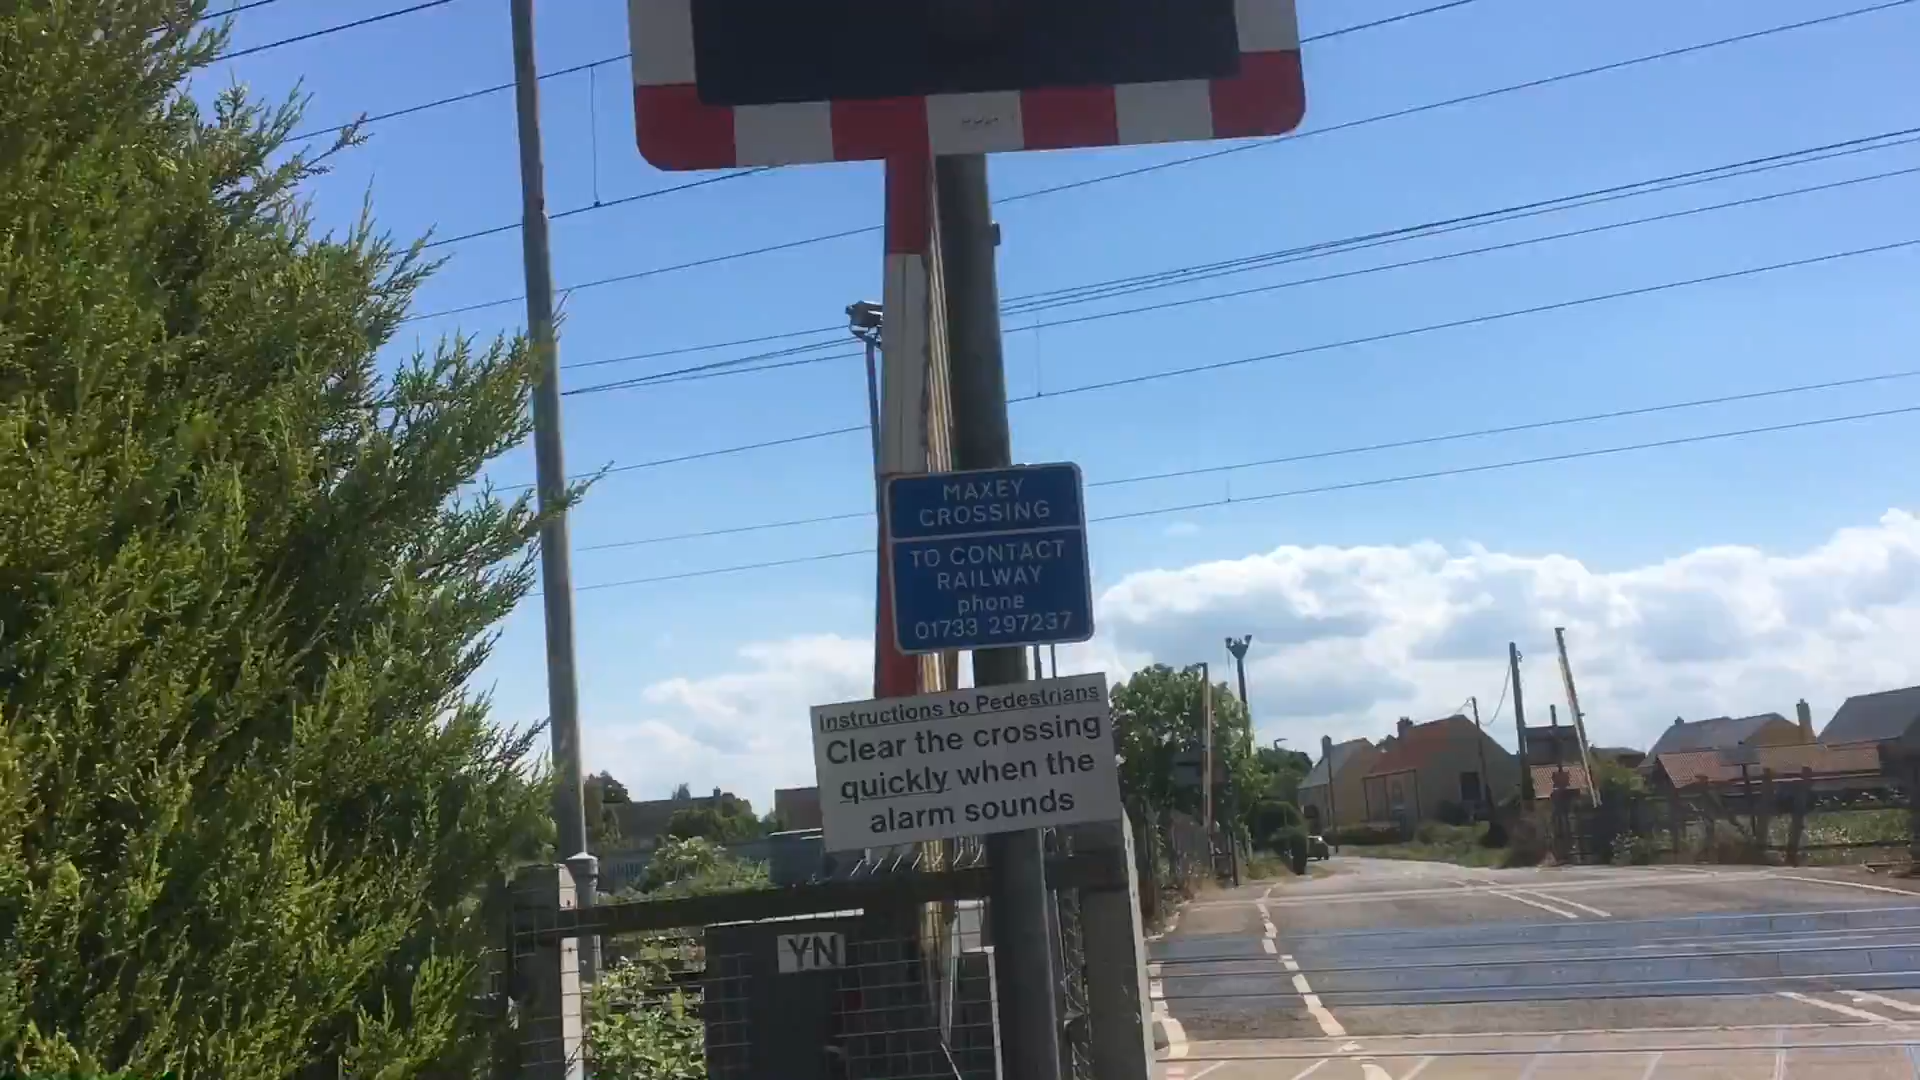 MAXEY
CROSSING
TO CONTACT
RAILWAY
phone
01733 297237
Instructions to Pedestrians
Clear the crossing
quickly when the
alarm sounds
YN